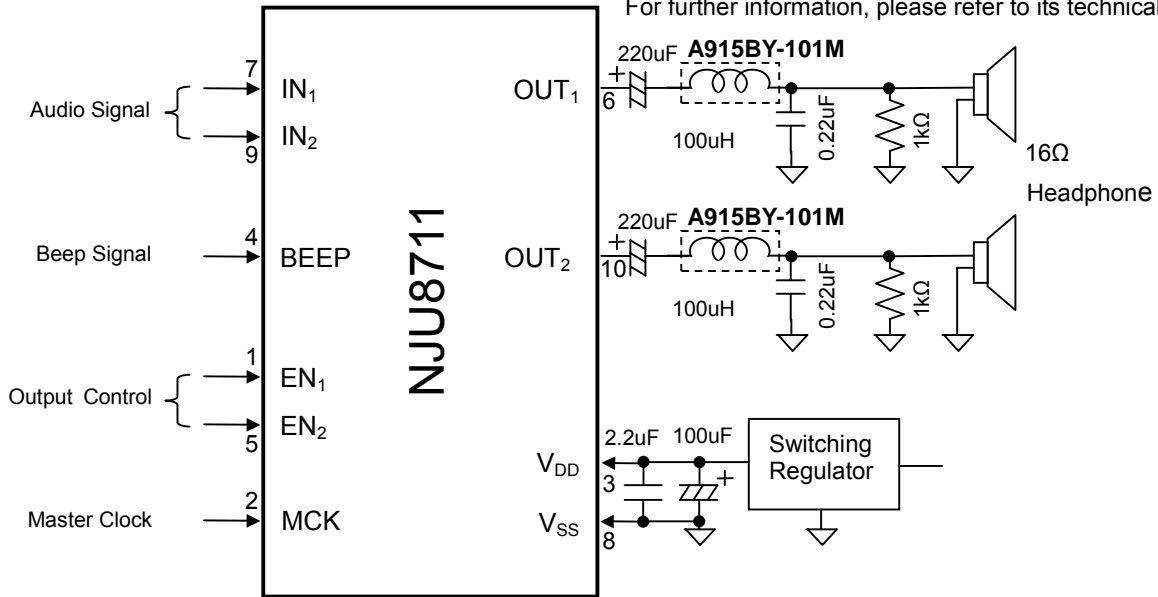 For further information, please refer to its technical
220uF A915BY-101M
7
IN1
OUT1
+
6
Audio Signal
IN2
9
100uH
0.22uF
1kΩ
16Ω
Headphone
220uF A915BY-101M
4
Beep Signal
BEEP
OUT2
+
10
100uH
0.22uF
1kΩ
NJU8711
1
EN1
Output Control
EN2
5
2.2uF 100uF
Switching
Regulator
VDD
3
+
2
Master Clock
MCK
VSS
8